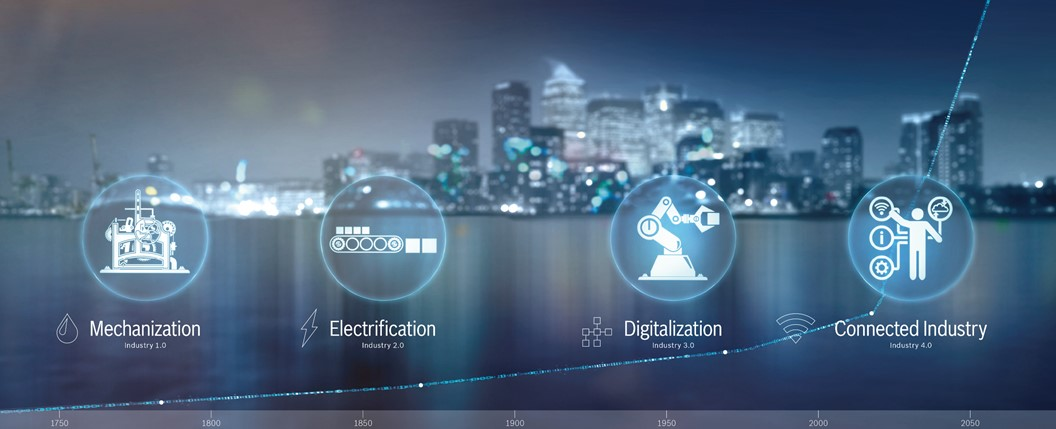 Mechanization
Industry 1.0
Electrification
Industry 2.0
Digitalization
Industry 3.0
Connected Industry
Industry 4.0
1750
1800
1850
1900
1950
2000
2050